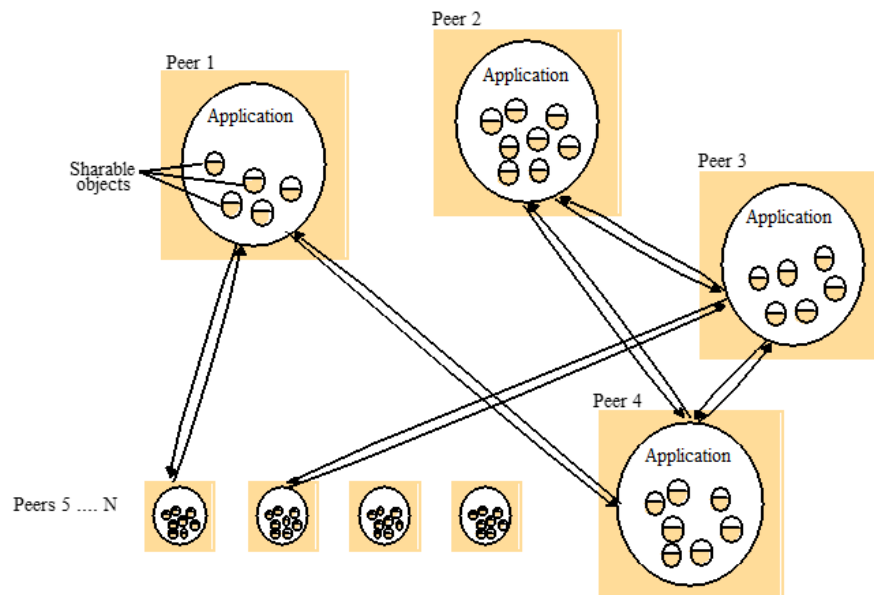 Peer 2
Peer 1
Application
Application
Sharable
objects
Peer 3
Application
Peer 4
Application
Peers 5 .... N